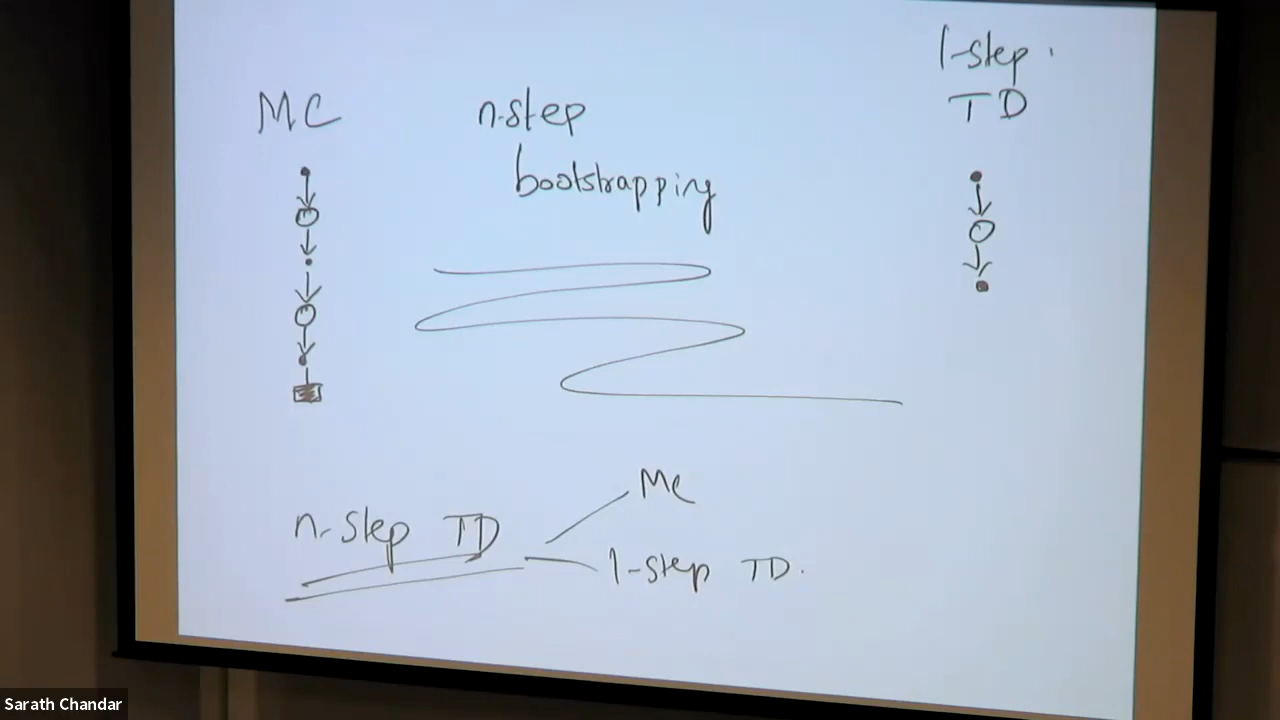 MC
n-step
bootstrapping
1-step
TD
n-step TD
MC
1-step TD.
Sarath Chandar